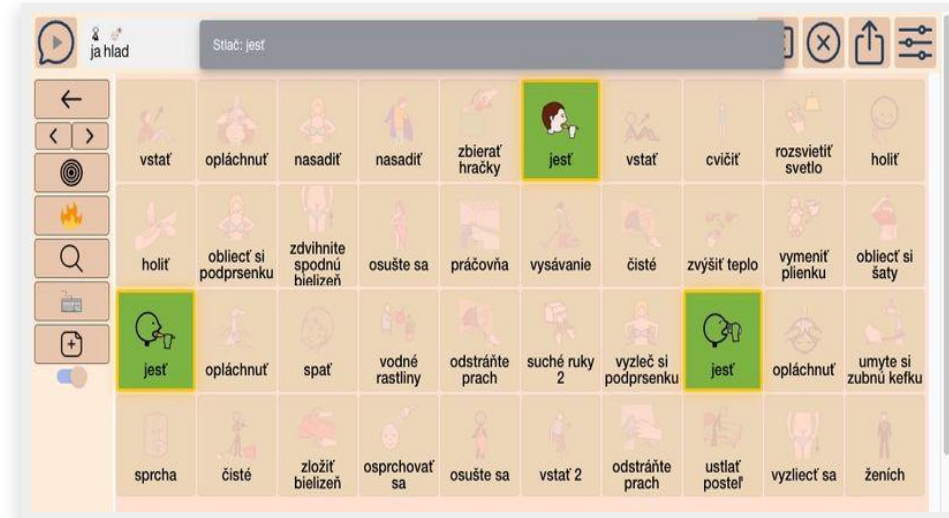 ja hlad
Stlač: jesť
vstať
opláchnuť
nasadiť
nasadiť
zbierať
hračky
jesť
vstať
cvičiť
rozsvietiť
svetlo
holiť
holiť
obliecť si
podprsenku
zdvihnite
spodnú
bielizeň
osušte sa
práčovňa
vysávanie
čisté
zvýšiť teplo
vymeniť
plienku
obliecť si
šaty
jesť
opláchnuť
spať
vodné
rastliny
odstráňte
prach
suché ruky
2
vyzleč si
podprsenku
jesť
opláchnuť
umyte si
zubnú kefku
sprcha
čisté
zložiť
bielizeň
osprchovať
sa
osušte sa
vstať 2
odstráňte
prach
ustlať
posteľ
vyzliecť sa
ženích